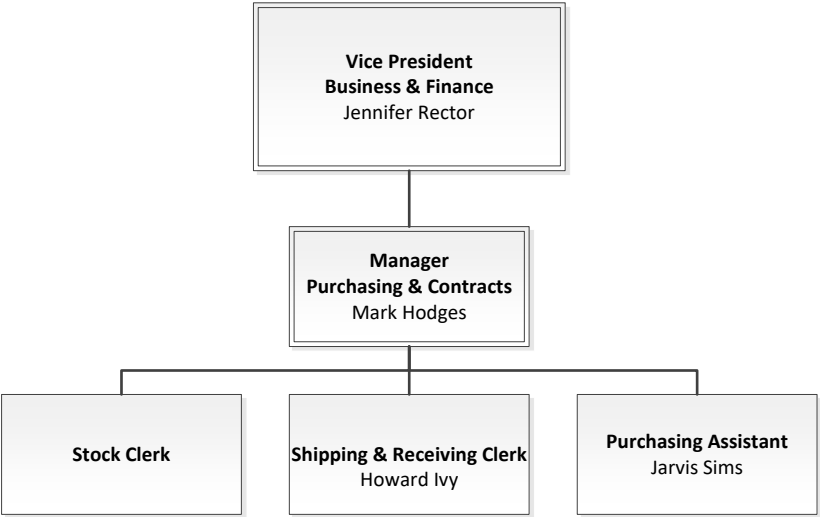 Vice President
Business & Finance
Jennifer Rector
Manager
Purchasing & Contracts
Mark Hodges
Stock Clerk
Shipping & Receiving Clerk
Howard Ivy
Purchasing Assistant
Jarvis Sims